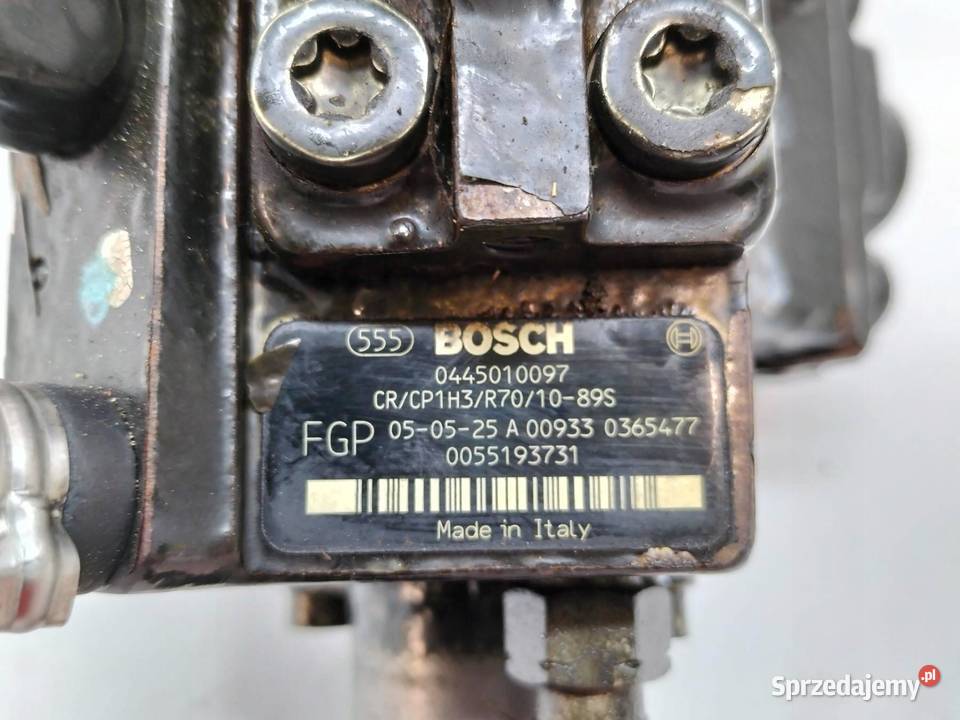 555 BOSCH
0445010097
CR/CP1H3/R70/10-89S
FGP 05-05-25 A 00933 0365477
0055193731
Made in Italy
Sprzedajemy.pl